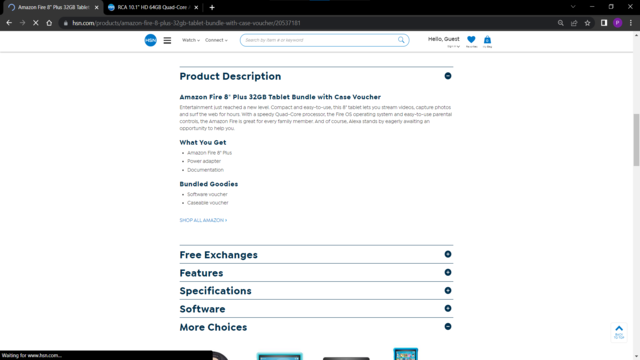 Amazon Fire 8" Plus 32GB Tablet
RCA 10.1" HD 64GB Quad-Core
hsn.com/products/amazon-fire-8-plus-32gb-tablet-bundle-with-case-voucher/20537181
P
HSN
Watch
Connect
Search by item # or keyword
Hello, Guest
Product Description
Amazon Fire 8" Plus 32GB Tablet Bundle with Case Voucher
Entertainment just reached a new level. Compact and easy-to-use, this 8" tablet lets you stream videos, capture photos
and surf the web for hours. With a speedy Quad-Core processor, the Fire OS operating system and easy-to-use parental
controls, the Amazon Fire is great for every family member. And of course, Alexa stands by eagerly awaiting an
opportunity to help you.
What You Get
• Amazon Fire 8" Plus
• Power adapter
• Documentation
Bundled Goodies
• Software voucher
• Caseable voucher
SHOP ALL AMAZON >
Free Exchanges
Features
Specifications
Software
More Choices
BACK
TO TOP
Waiting for www.hsn.com...